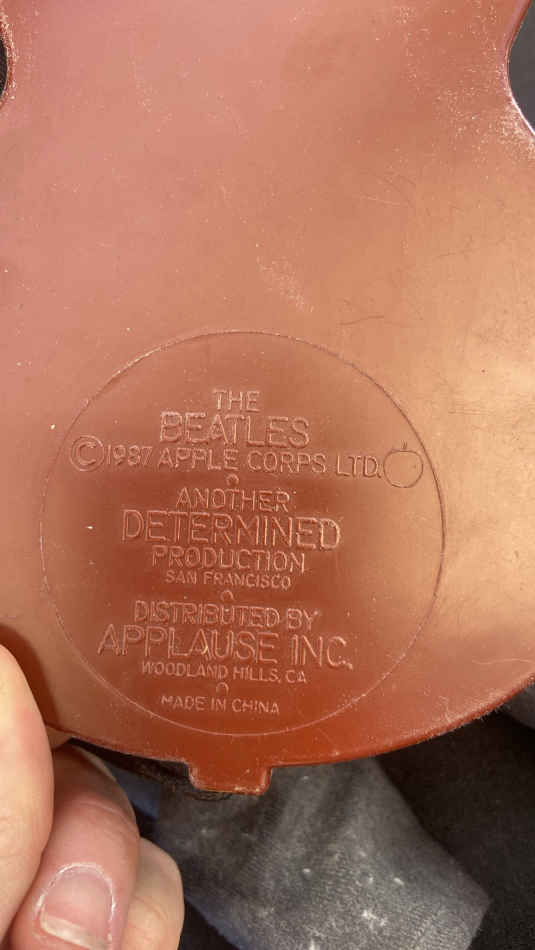 THE
BEATLES
©1987 APPLE CORPS LTD.
ANOTHER
DETERMINED
PRODUCTION
SAN FRANCISCO
DISTRIBUTED BY
APPLAUSE INC.
WOODLAND HILLS, CA
MADE IN CHINA